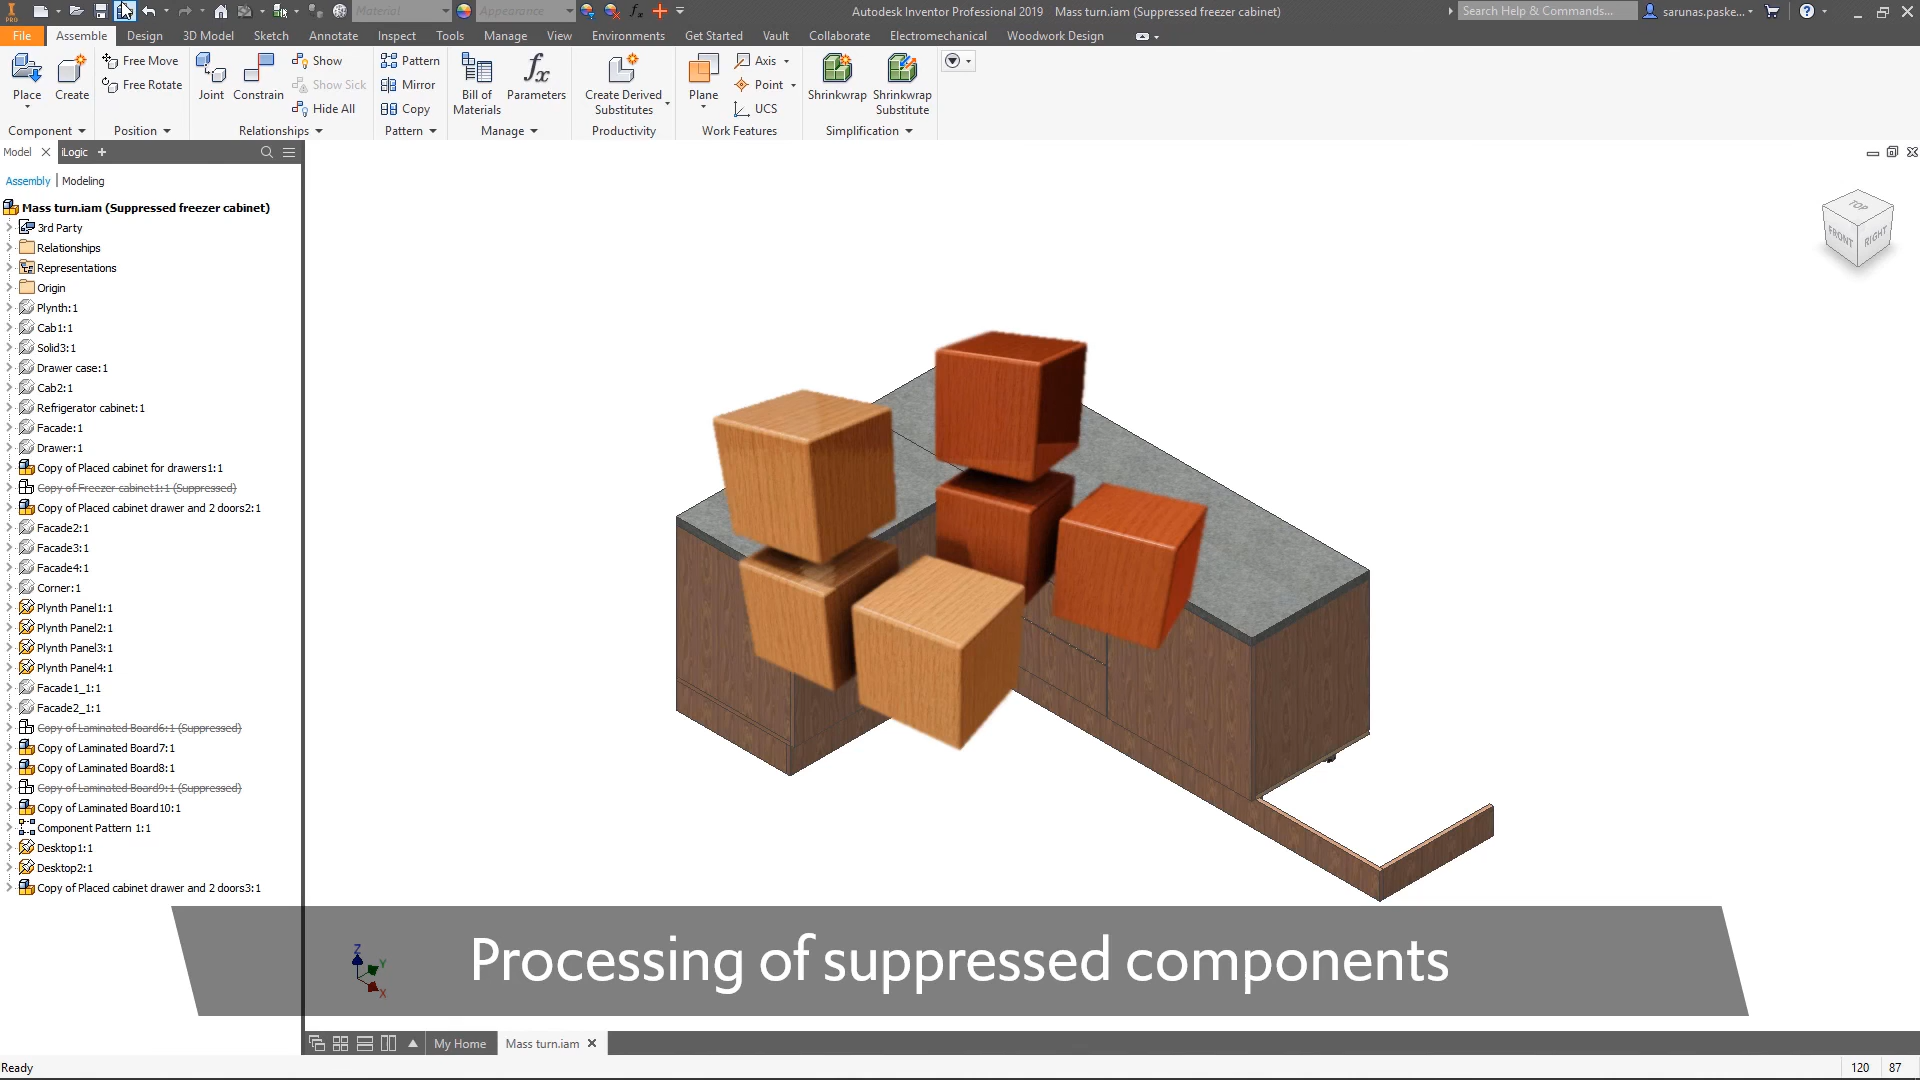 Material
Appearance
Autodesk Inventor Professional 2019 Mass turn.iam (Suppressed freezer cabinet)
Search Help & Commands...
sarunas.paske...
PRO
File Assemble Design 3D Model Sketch Annotate Inspect Tools Manage View Environments Get Started Vault Collaborate Electromechanical Woodwork Design
Place
Create
Free Move
Free Rotate
Joint
Constrain
Show
Show Sick
Hide All
Pattern
Mirror
Copy
Bill of
Materials
Parameters
Create Derived
Substitutes
Plane
Axis
Point
UCS
Shrinkwrap
Shrinkwrap
Substitute
Component
Position
Relationships
Pattern
Manage
Productivity
Work Features
Simplification
Model
iLogic
Assembly | Modeling
Mass turn.iam (Suppressed freezer cabinet)
3rd Party
Relationships
Representations
Origin
Plynth:1
Cab1:1
Solid3:1
Drawer case:1
Cab2:1
Refrigerator cabinet:1
Facade:1
Drawer:1
Copy of Placed cabinet for drawers1:1
Copy of Freezer cabinet1:1 (Suppressed)
Copy of Placed cabinet drawer and 2 doors2:1
Facade2:1
Facade3:1
Facade4:1
Corner:1
Plynth Panel1:1
Plynth Panel2:1
Plynth Panel3:1
Plynth Panel4:1
Facade1_1:1
Facade2_1:1
Copy of Laminated Board6:1 (Suppressed)
Copy of Laminated Board7:1
Copy of Laminated Board8:1
Copy of Laminated Board9:1 (Suppressed)
Copy of Laminated Board10:1
Component Pattern 1:1
Desktop1:1
Desktop2:1
Copy of Placed cabinet drawer and 2 doors3:1
TOP
FRONT
RIGHT
Z
Y
X
Processing of suppressed components
My Home
Mass turn.iam
Ready
120
87